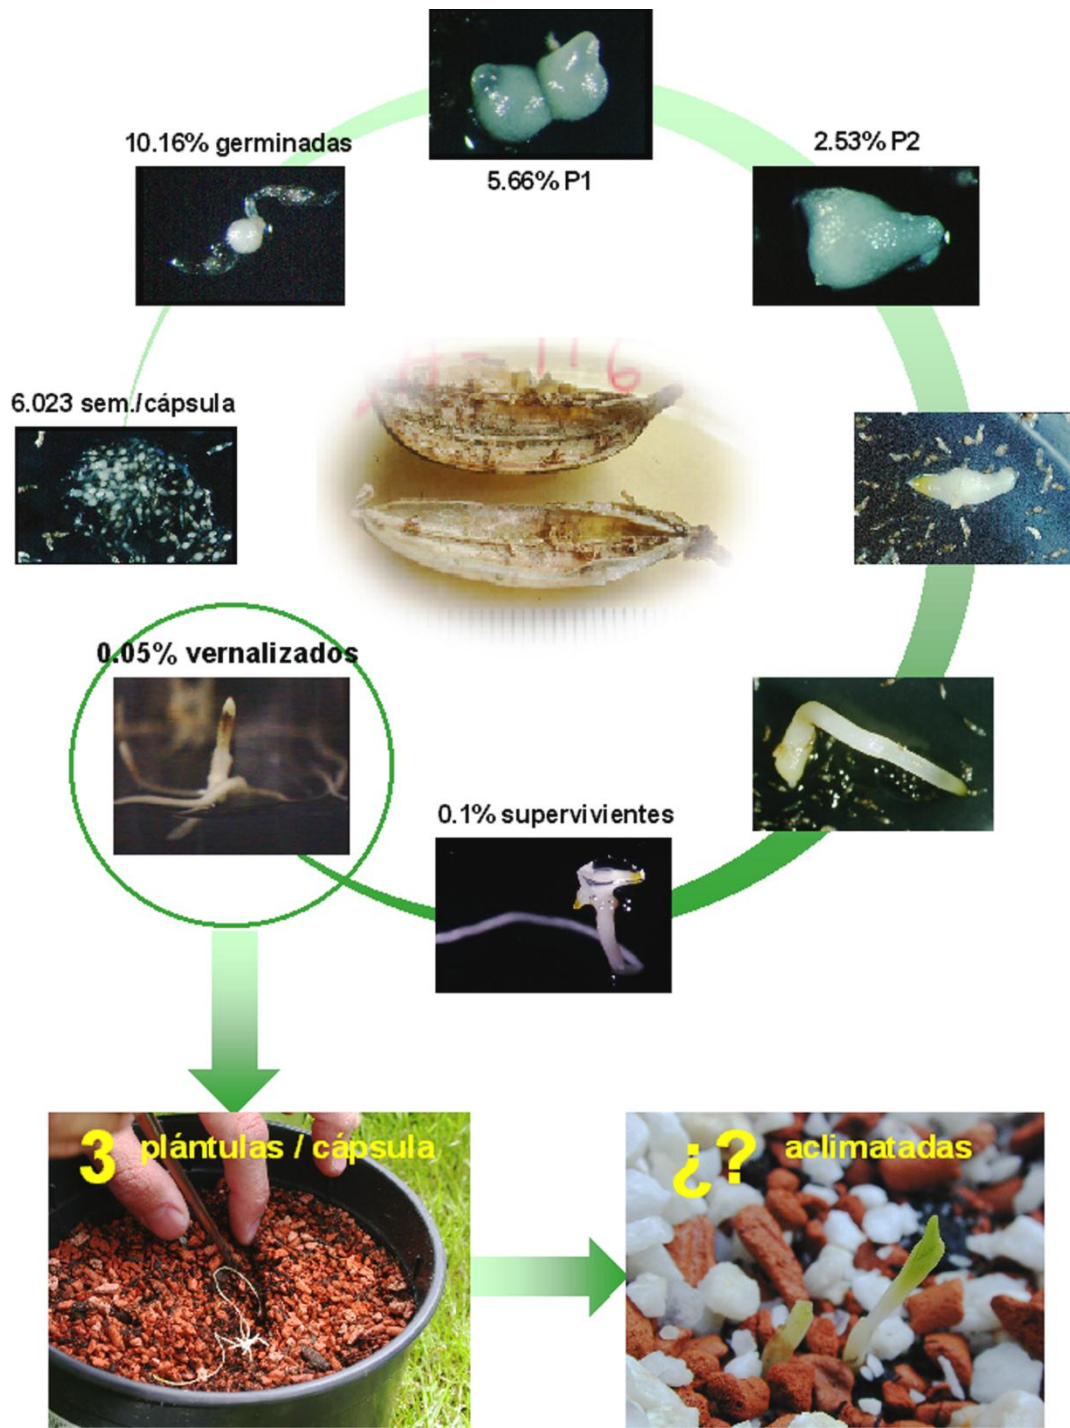 5.66% P1
10.16% germinadas
2.53% P2
6.023 sem./cápsula
0.05% vernalizados
0.1% supervivientes
3 plántulas / cápsula
¿? aclimatadas